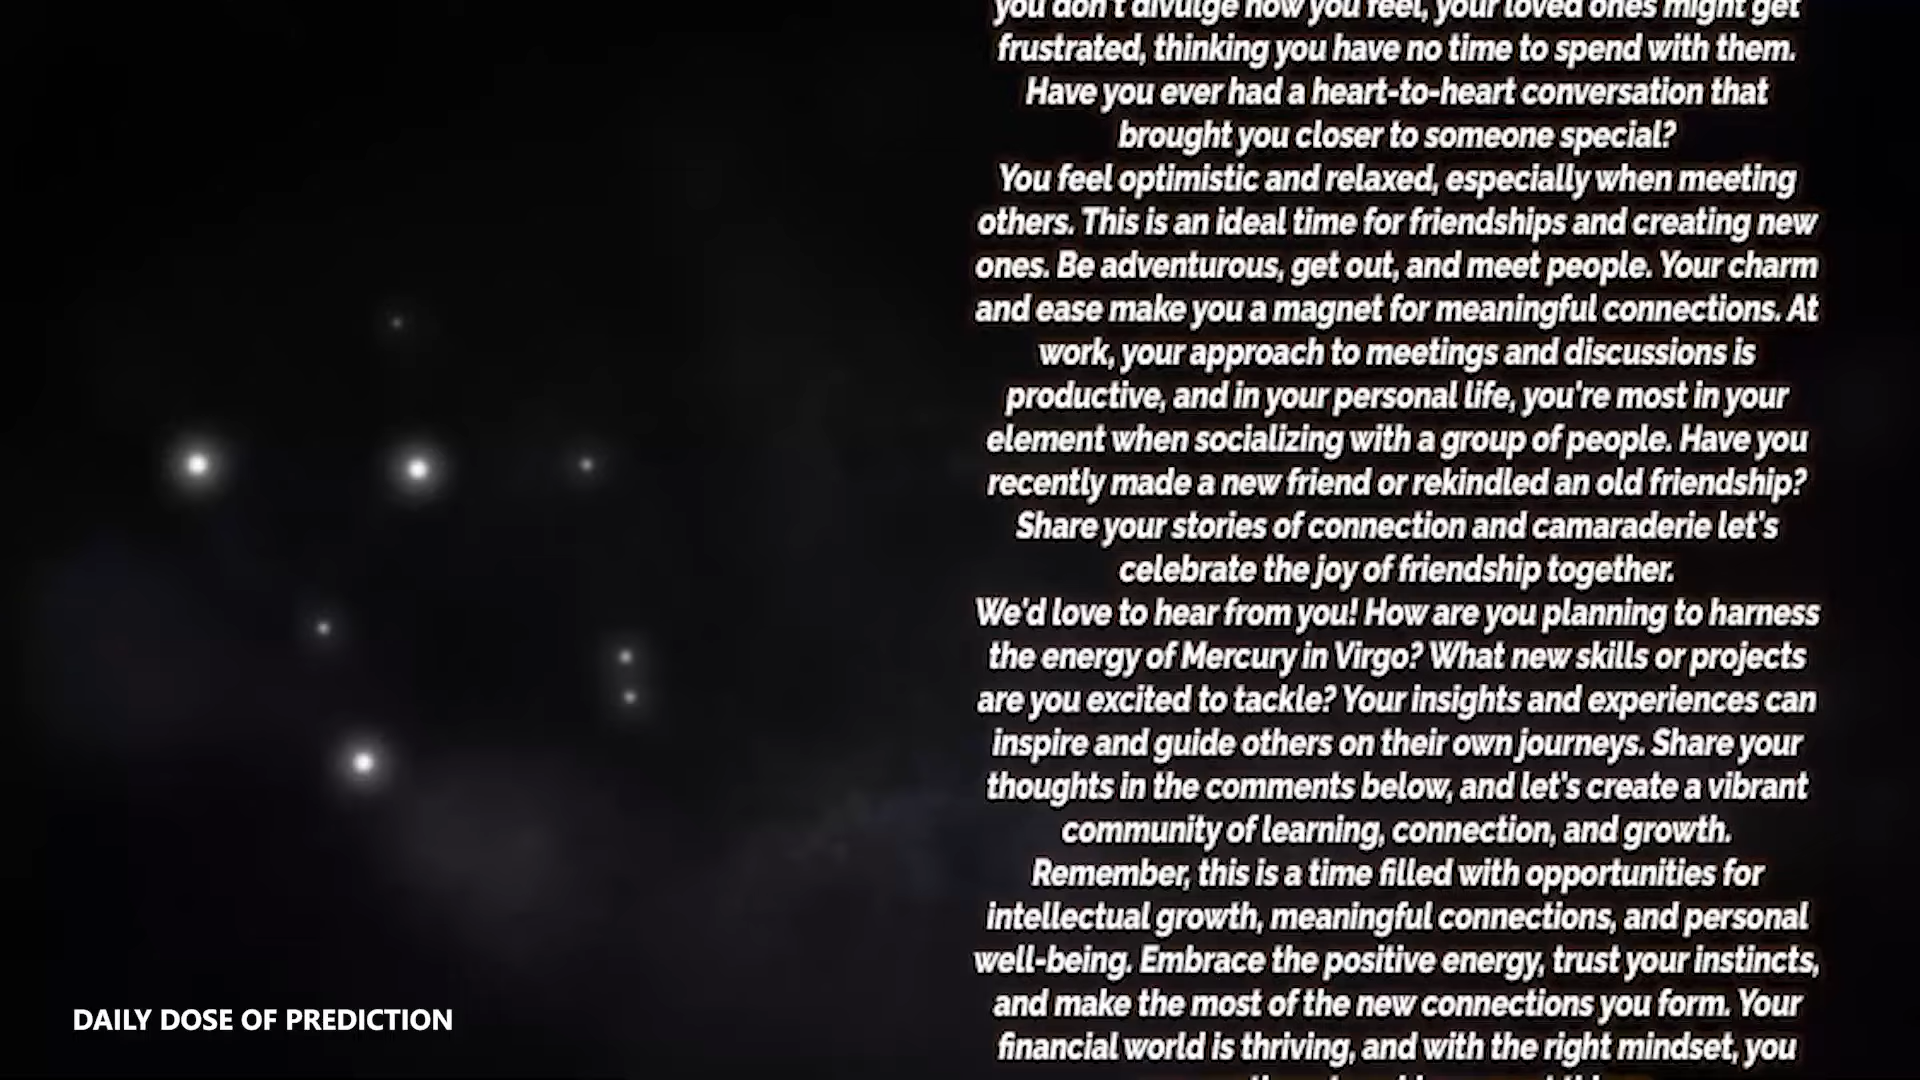 you don't divulge how you feel, your loved ones might get
frustrated, thinking you have no time to spend with them.
Have you ever had a heart-to-heart conversation that
brought you closer to someone special?
You feel optimistic and relaxed, especially when meeting
others. This is an ideal time for friendships and creating new
ones. Be adventurous, get out, and meet people. Your charm
and ease make you a magnet for meaningful connections. At
work, your approach to meetings and discussions is
productive, and in your personal life, you're most in your
element when socializing with a group of people. Have you
recently made a new friend or rekindled an old friendship?
Share your stories of connection and camaraderie let's
celebrate the joy of friendship together.
We'd love to hear from you! How are you planning to harness
the energy of Mercury in Virgo? What new skills or projects
are you excited to tackle? Your insights and experiences can
inspire and guide others on their own journeys. Share your
thoughts in the comments below, and let's create a vibrant
community of learning, connection, and growth.
Remember, this is a time filled with opportunities for
intellectual growth, meaningful connections, and personal
well-being. Embrace the positive energy, trust your instincts,
and make the most of the new connections you form. Your
financial world is thriving, and with the right mindset, you
DAILY DOSE OF PREDICTION